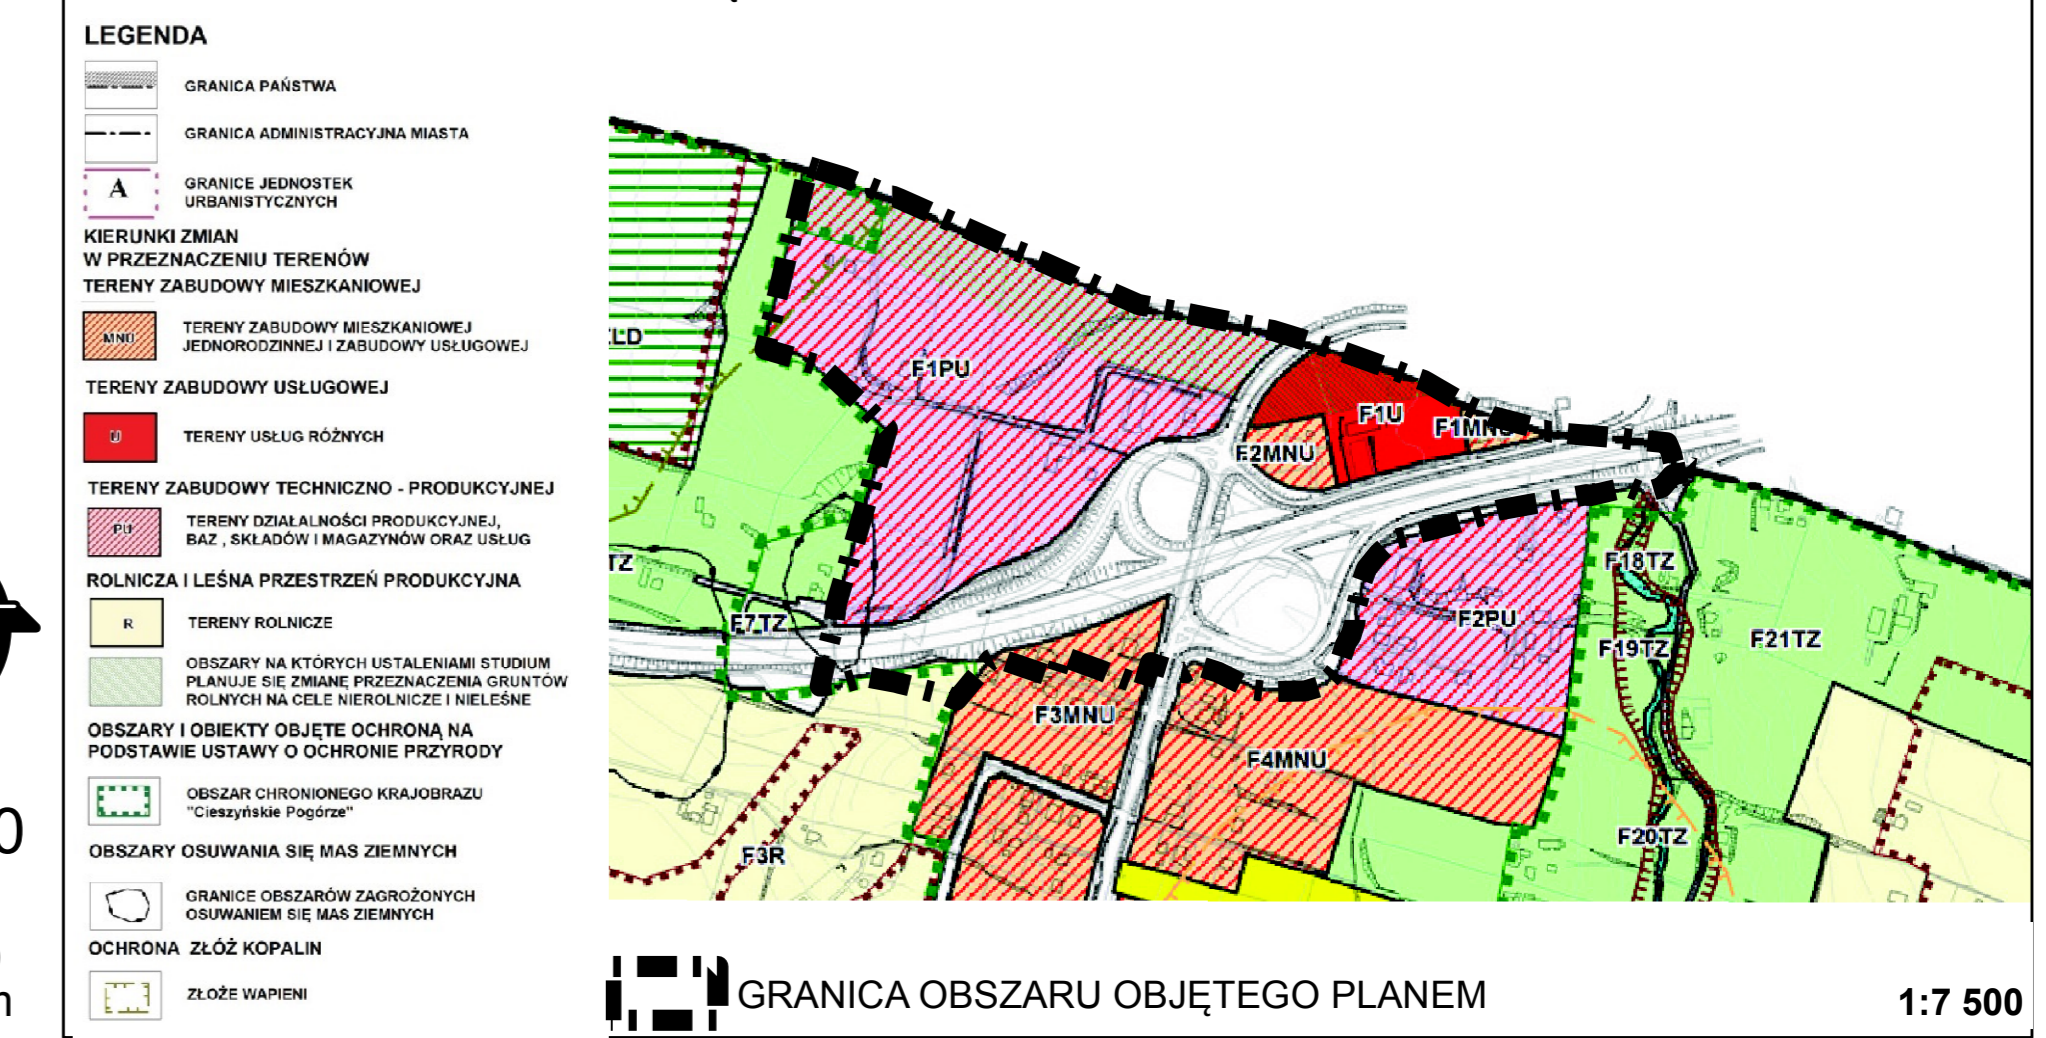 LEGENDA
GRANICA PAŃSTWA
GRANICA ADMINISTRACYJNA MIASTA
A
GRANICE JEDNOSTEK
URBANISTYCZNYCH
KIERUNKI ZMIAN
W PRZEZNACZENIU TERENÓW
TERENY ZABUDOWY MIESZKANIOWEJ
MNU
TERENY ZABUDOWY MIESZKANIOWEJ
JEDNORODZINNEJ I ZABUDOWY USŁUGOWEJ
TERENY ZABUDOWY USŁUGOWEJ
U
TERENY USŁUG RÓŻNYCH
TERENY ZABUDOWY TECHNICZNO - PRODUKCYJNEJ
PU
TERENY DZIAŁALNOŚCI PRODUKCYJNEJ,
BAZ , SKŁADÓW I MAGAZYNÓW ORAZ USŁUG
ROLNICZA I LEŚNA PRZESTRZEŃ PRODUKCYJNA
R
TERENY ROLNICZE
OBSZARY NA KTÓRYCH USTALENIAMI STUDIUM
PLANUJE SIĘ ZMIANĘ PRZEZNACZENIA GRUNTÓW
ROLNYCH NA CELE NIEROLNICZE I NIELEŚNE
OBSZARY I OBIEKTY OBJĘTE OCHRONĄ NA
PODSTAWIE USTAWY O OCHRONIE PRZYRODY
OBSZAR CHRONIONEGO KRAJOBRAZU
"Cieszyńskie Pogórze"
OBSZARY OSUWANIA SIĘ MAS ZIEMNYCH
GRANICE OBSZARÓW ZAGROŻONYCH
OSUWANIEM SIĘ MAS ZIEMNYCH
OCHRONA ZŁÓŻ KOPALIN
ZŁOŻE WAPIENI
LD
F1PU
F1U
F1MNU
F2MNU
TZ
F7TZ
F2PU
F18TZ
F19TZ
F21TZ
F3MNU
F4MNU
F3R
F20TZ
GRANICA OBSZARU OBJĘTEGO PLANEM
1:7 500